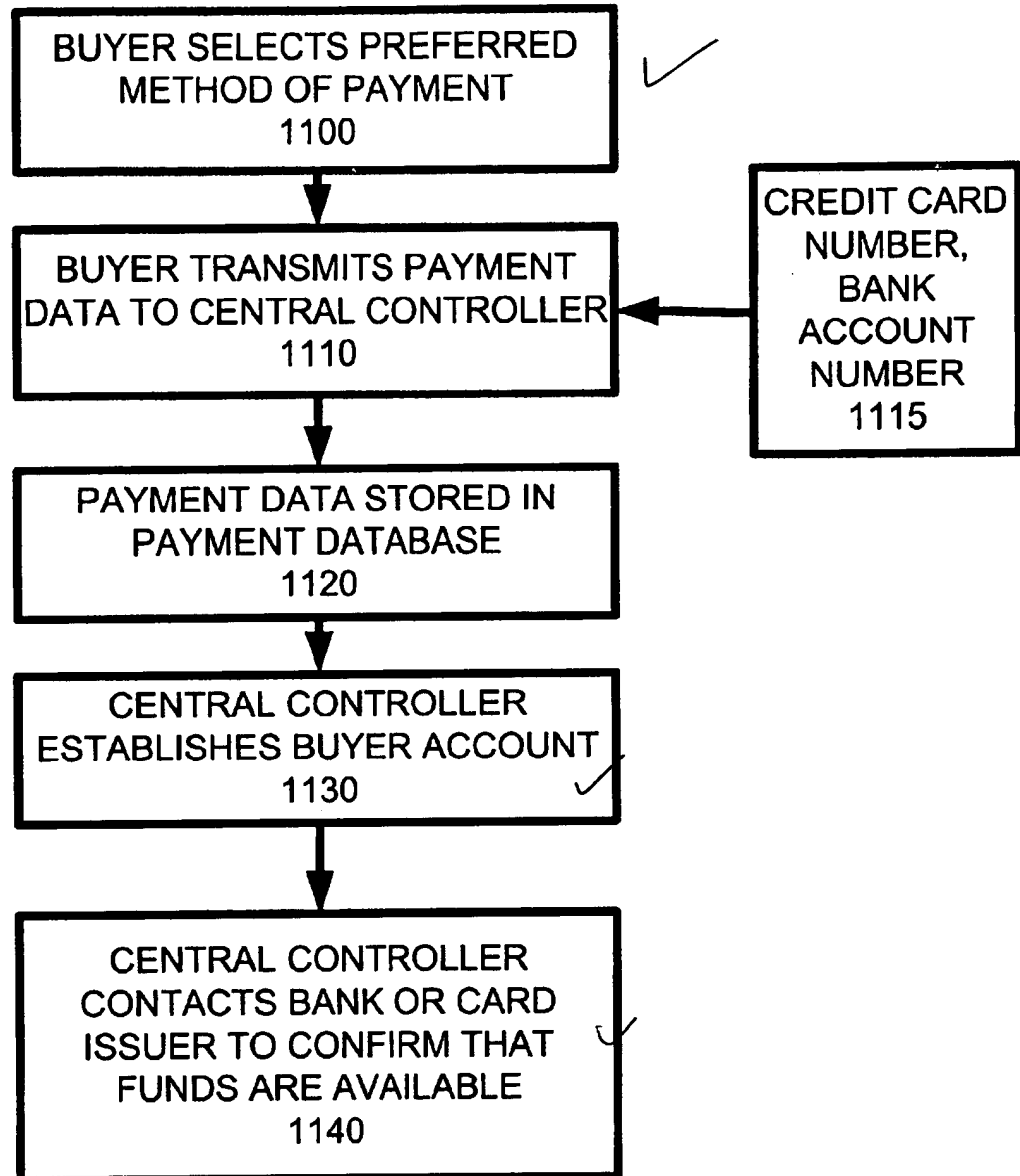 BUYER SELECTS PREFERRED
METHOD OF PAYMENT
1100
BUYER TRANSMITS PAYMENT
DATA TO CENTRAL CONTROLLER
1110
CREDIT CARD
NUMBER,
BANK
ACCOUNT
NUMBER
1115
PAYMENT DATA STORED IN
PAYMENT DATABASE
1120
CENTRAL CONTROLLER
ESTABLISHES BUYER ACCOUNT
1130
CENTRAL CONTROLLER
CONTACTS BANK OR CARD
ISSUER TO CONFIRM THAT
FUNDS ARE AVAILABLE
1140